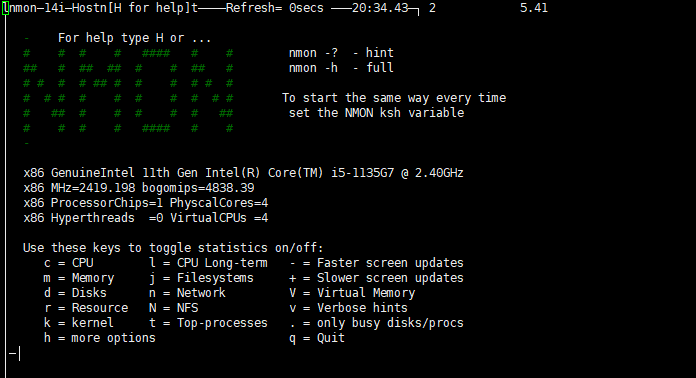 nmon─14i─Hostn[H for help]t────Refresh= 0secs ───20:34.43─┐ 2 5.41
- For help type H or ...
# # # # #### # # nmon -? - hint
## # ## ## # # ## # nmon -h - full
# # # # ## # # # # # #
# # # # # # # # # # To start the same way every time
# ## # # # # # ## set the NMON ksh variable
# # # # #### # #
-
x86 GenuineIntel 11th Gen Intel(R) Core(TM) i5-1135G7 @ 2.40GHz
x86 MHz=2419.198 bogomips=4838.39
x86 ProcessorChips=1 PhyscalCores=4
x86 Hyperthreads =0 VirtualCPUs =4
Use these keys to toggle statistics on/off:
c = CPU l = CPU Long-term - = Faster screen updates
m = Memory j = Filesystems + = Slower screen updates
d = Disks n = Network V = Virtual Memory
r = Resource N = NFS v = Verbose hints
k = kernel t = Top-processes . = only busy disks/procs
h = more options q = Quit